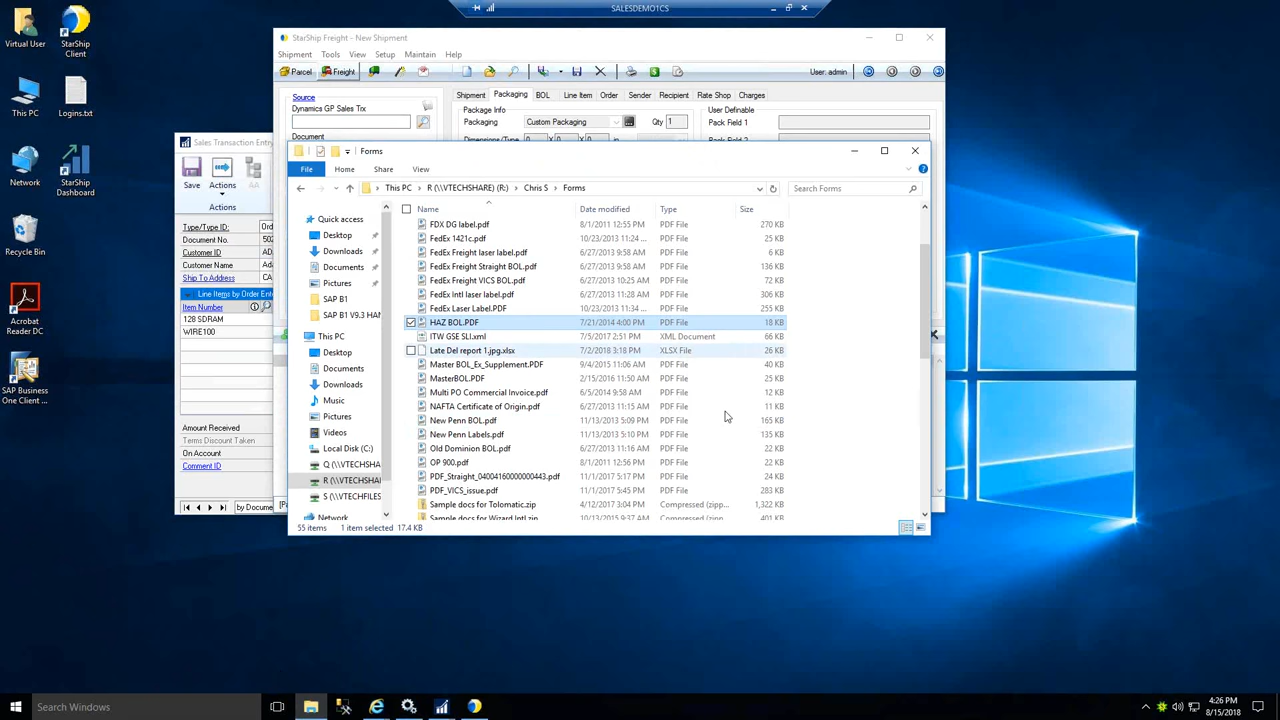 SALESDEMO1CS
Virtual User
StarShip Client
This PC
Logins.txt
Network
StarShip Dashboard
Recycle Bin
Acrobat Reader D
SAP Business One Client ...
StarShip Freight - New Shipment
Shipment Tools View Setup Maintain Help
Parcel Freight User: admin
Source
Dynamics GP Sales Trx
Document
Shipment Packaging BOL Line Item Order Sender Recipient Rate Shop Charges
Package Info User Definable
Packaging Custom Packaging Qty 1 Pack Field 1
Sales Transaction Entry
Save Actions AA
Actions
Type/Type ID: Ord
Document No. 502
Customer ID AD
Customer Name Ada
Ship To Address CA
Line Items by Order Ente
Item Number
128 SDRAM
WIRE100
Amount Received
Terms Discount Taken
On Account
Comment ID
by Docume
Forms
File Home Share View
This PC R (\\VTECHSHARE) (R:) Chris S Forms Search Forms
Quick access
Desktop
Downloads
Documents
Pictures
SAP B1
SAP B1 V9.3 HAN
This PC
Desktop
Downloads
Documents
Music
Pictures
Videos
Local Disk (C:)
Q (\\VTECHSHA
R (\\VTECHSHA
S (\\VTECHFILES
Network
Name Date modified Type Size
FDX DG label.pdf 8/1/2011 12:55 PM PDF File 270 KB
FedEx 1421c.pdf 10/23/2013 11:24 ... PDF File 25 KB
FedEx Freight laser label.pdf 6/27/2013 9:58 AM PDF File 6 KB
FedEx Freight Straight BOL.pdf 6/27/2013 9:58 AM PDF File 136 KB
FedEx Freight VICS BOL.pdf 6/27/2013 10:25 AM PDF File 72 KB
FedEx Intl laser label.pdf 6/27/2013 11:28 AM PDF File 306 KB
FedEx Laser Label.PDF 10/23/2013 11:34 ... PDF File 255 KB
HAZ BOL.PDF 7/21/2014 4:00 PM PDF File 18 KB
ITW GSE SLI.xml 7/5/2017 2:51 PM XML Document 66 KB
Late Del report 1.jpg.xlsx 7/2/2018 3:18 PM XLSX File 26 KB
Master BOL_Ex_Supplement.PDF 9/4/2015 11:06 AM PDF File 40 KB
MasterBOL.PDF 2/15/2016 11:50 AM PDF File 25 KB
Multi PO Commercial Invoice.pdf 6/5/2014 9:58 AM PDF File 12 KB
NAFTA Certificate of Origin.pdf 6/27/2013 11:15 AM PDF File 11 KB
New Penn BOL.pdf 11/13/2013 5:09 PM PDF File 165 KB
New Penn Labels.pdf 11/13/2013 5:10 PM PDF File 135 KB
Old Dominion BOL.pdf 6/27/2013 11:16 AM PDF File 22 KB
OP 900.pdf 8/1/2011 12:56 PM PDF File 22 KB
PDF_Straight_04004160000000443.pdf 11/1/2017 5:17 PM PDF File 24 KB
PDF_VICS_issue.pdf 11/1/2017 5:45 PM PDF File 283 KB
Sample docs for Tolomatic.zip 4/12/2017 3:04 PM Compressed (zipp... 1,322 KB
Sample docs for Wizard Intl.zip 10/13/2015 9:37 AM Compressed (zipp... 401 KB
55 items 1 item selected 17.4 KB
Search Windows
4:26 PM
8/15/2018